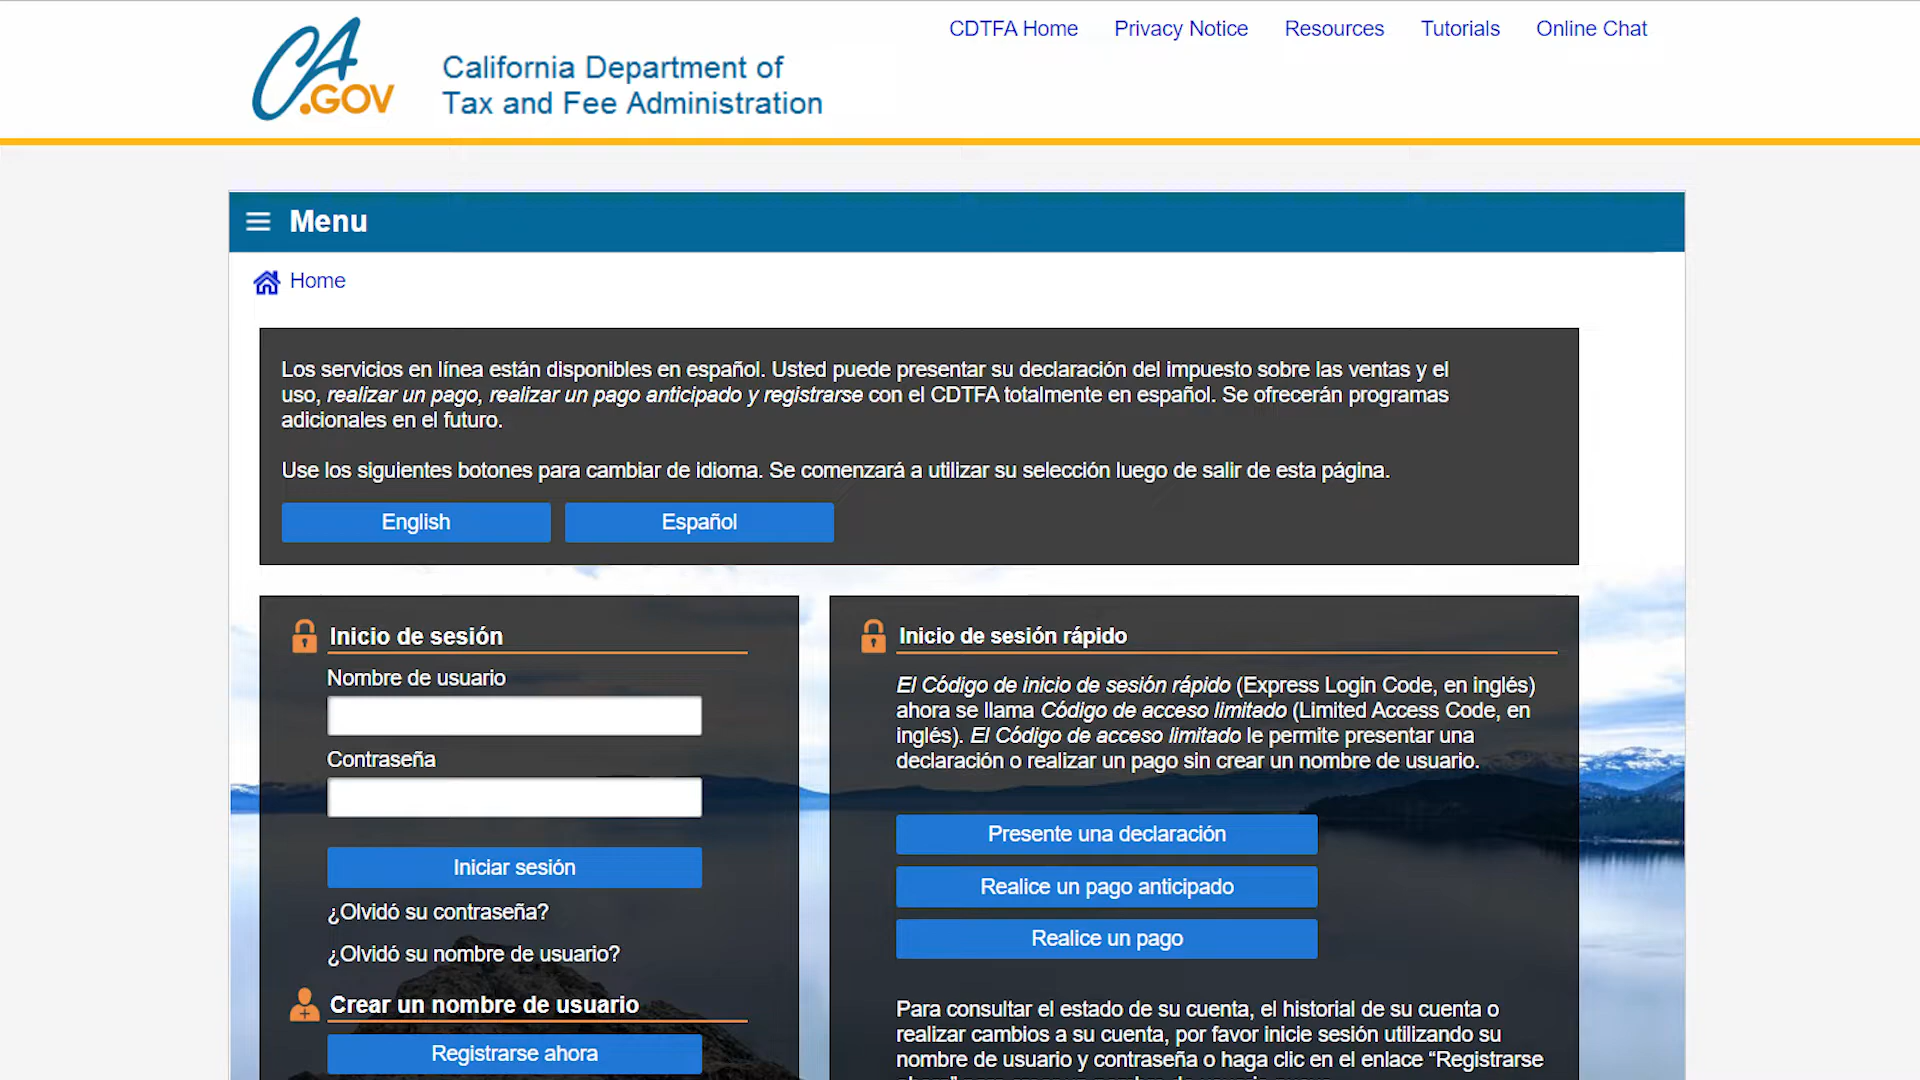 CA.GOV
California Department of
Tax and Fee Administration
CDTFA Home Privacy Notice Resources Tutorials Online Chat
Menu
Home
Los servicios en línea están disponibles en español. Usted puede presentar su declaración del impuesto sobre las ventas y el
uso, realizar un pago, realizar un pago anticipado y registrarse con el CDTFA totalmente en español. Se ofrecerán programas
adicionales en el futuro.
Use los siguientes botones para cambiar de idioma. Se comenzará a utilizar su selección luego de salir de esta página.
English Español
Inicio de sesión
Nombre de usuario
Contraseña
Iniciar sesión
¿Olvidó su contraseña?
¿Olvidó su nombre de usuario?
Crear un nombre de usuario
Registrarse ahora
Inicio de sesión rápido
El Código de inicio de sesión rápido (Express Login Code, en inglés)
ahora se llama Código de acceso limitado (Limited Access Code, en
inglés). El Código de acceso limitado le permite presentar una
declaración o realizar un pago sin crear un nombre de usuario.
Presente una declaración
Realice un pago anticipado
Realice un pago
Para consultar el estado de su cuenta, el historial de su cuenta o
realizar cambios a su cuenta, por favor inicie sesión utilizando su
nombre de usuario y contraseña o haga clic en el enlace “Registrarse